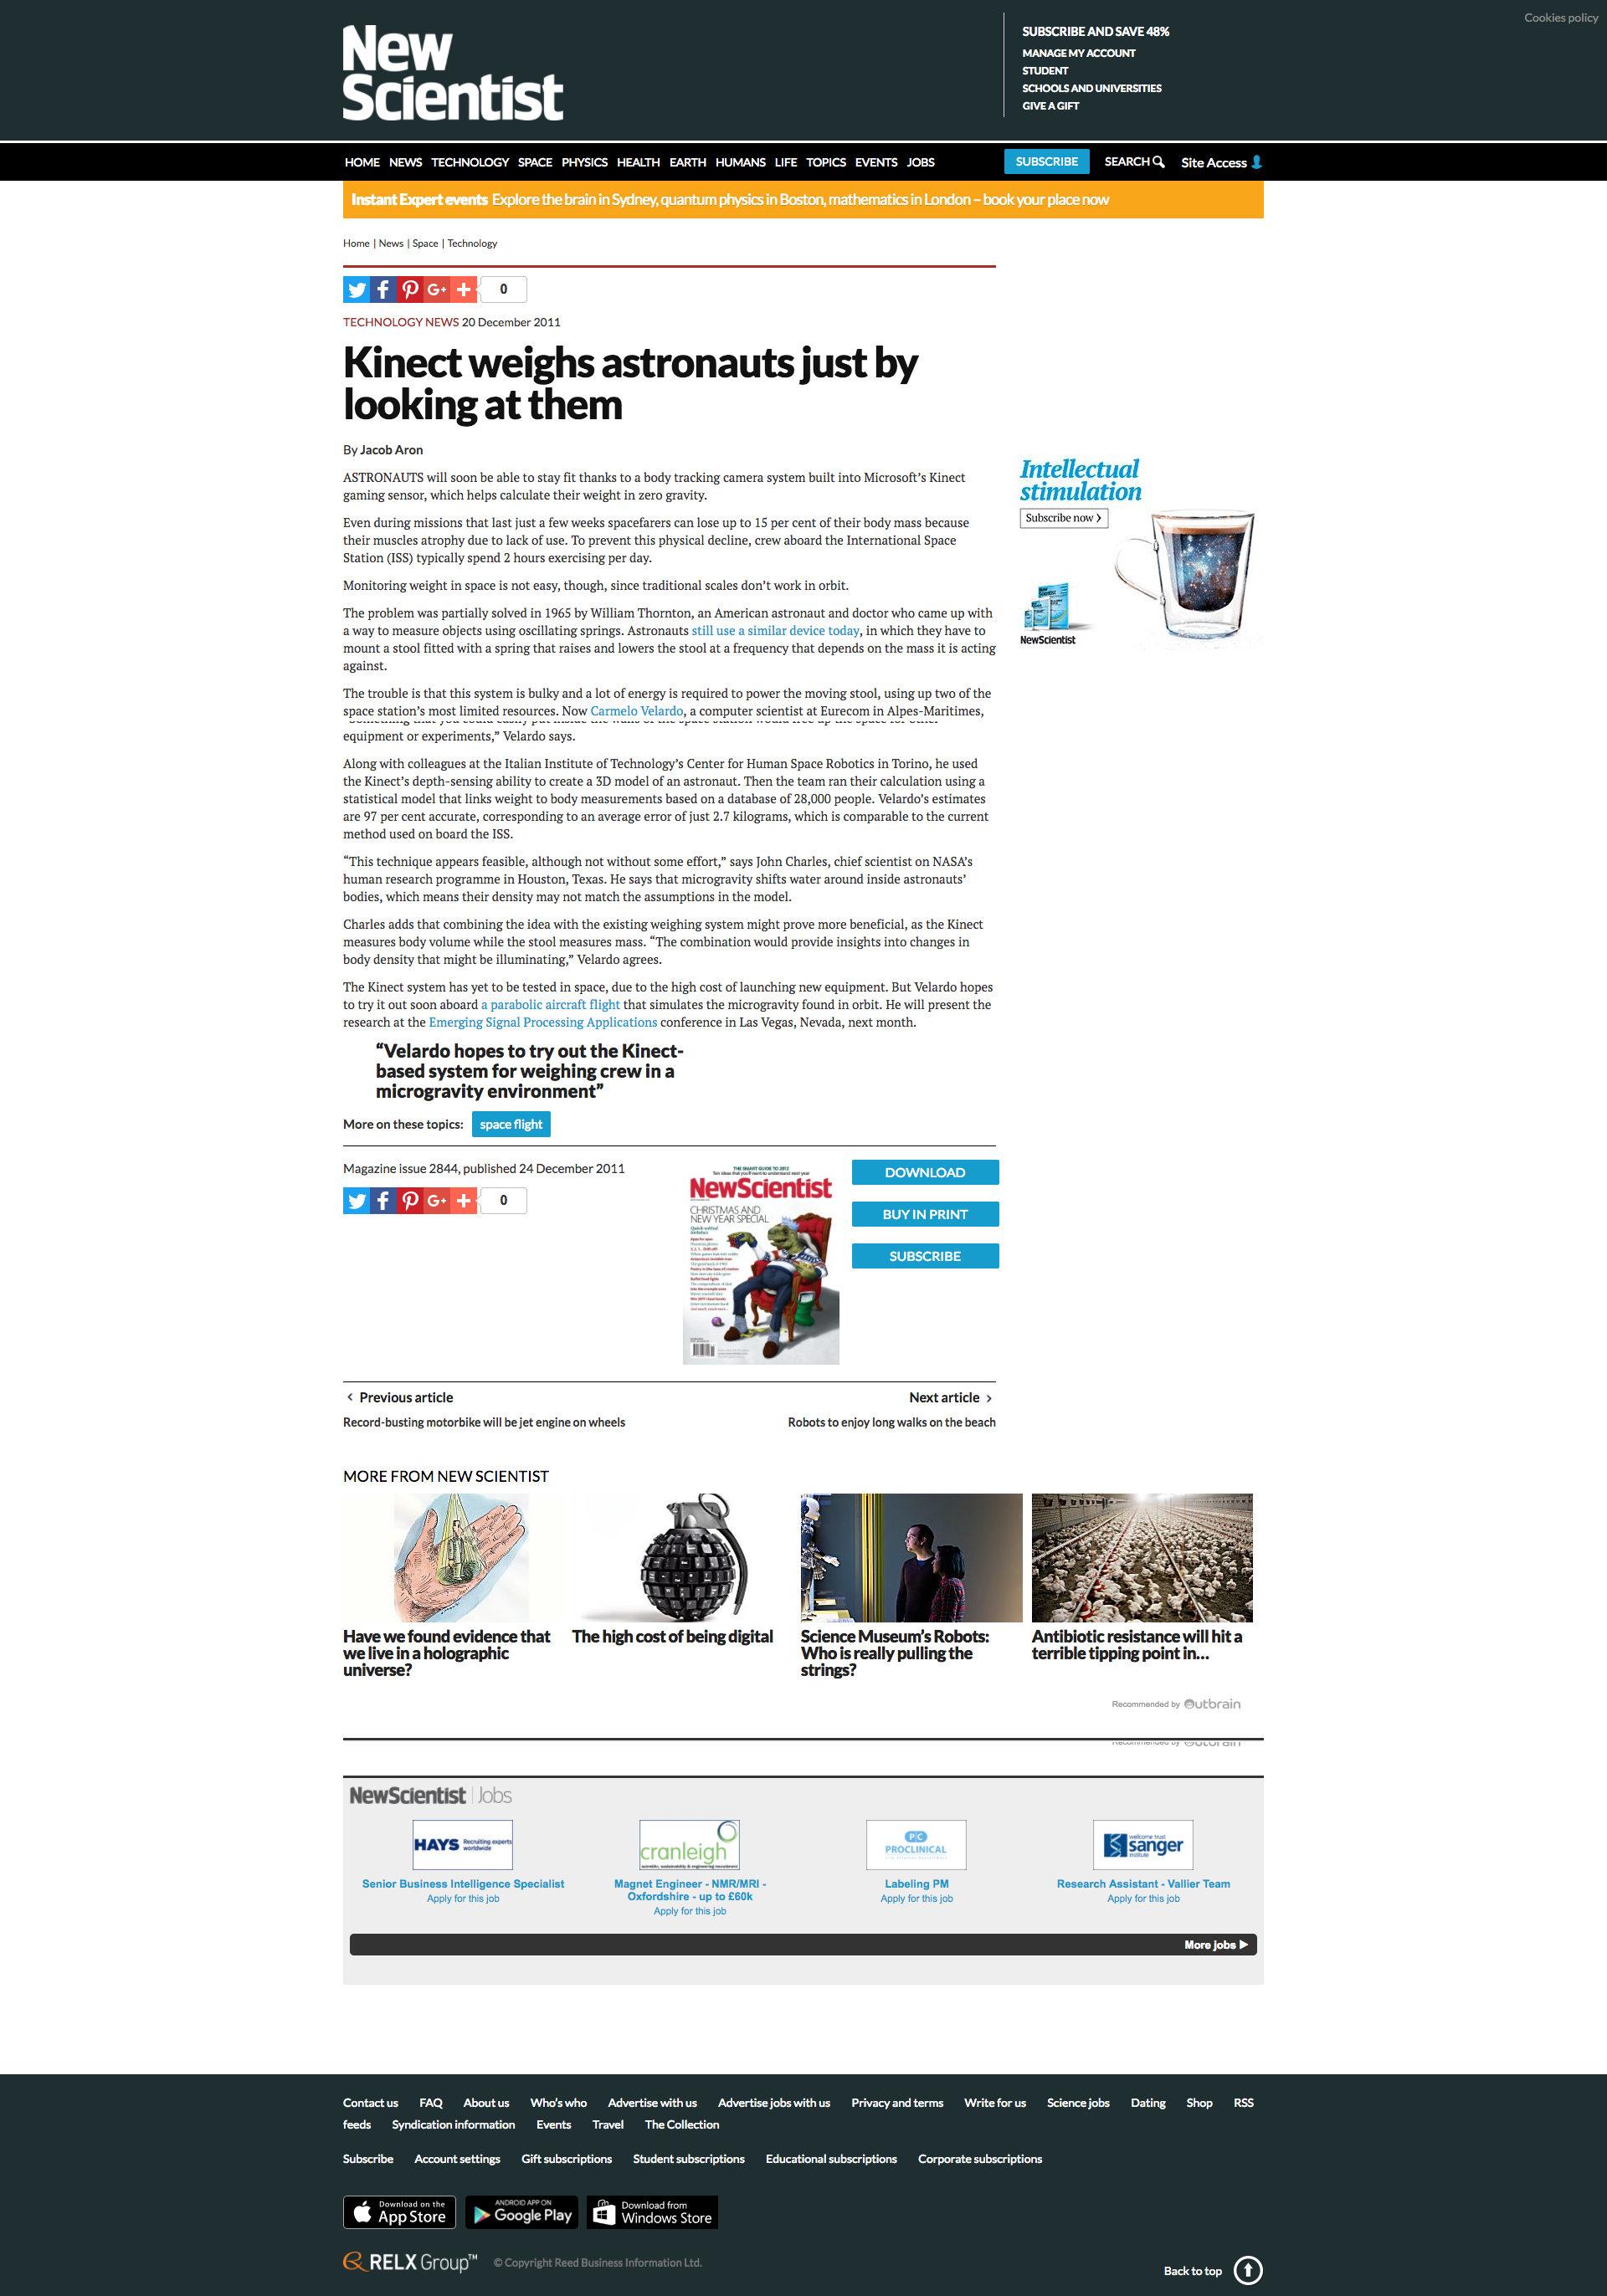 Cookies policy
New
Scientist
SUBSCRIBE AND SAVE 48%
MANAGE MY ACCOUNT
STUDENT
SCHOOLS AND UNIVERSITIES
GIVE A GIFT
HOME NEWS TECHNOLOGY SPACE PHYSICS HEALTH EARTH HUMANS LIFE TOPICS EVENTS JOBS SUBSCRIBE SEARCH Site Access
Instant Expert events Explore the brain in Sydney, quantum physics in Boston, mathematics in London – book your place now
Home | News | Space | Technology
0
TECHNOLOGY NEWS 20 December 2011
Kinect weighs astronauts just by
looking at them
By Jacob Aron
ASTRONAUTS will soon be able to stay fit thanks to a body tracking camera system built into Microsoft’s Kinect
gaming sensor, which helps calculate their weight in zero gravity.
Even during missions that last just a few weeks spacefarers can lose up to 15 per cent of their body mass because
their muscles atrophy due to lack of use. To prevent this physical decline, crew aboard the International Space
Station (ISS) typically spend 2 hours exercising per day.
Monitoring weight in space is not easy, though, since traditional scales don’t work in orbit.
The problem was partially solved in 1965 by William Thornton, an American astronaut and doctor who came up with
a way to measure objects using oscillating springs. Astronauts still use a similar device today, in which they have to
mount a stool fitted with a spring that raises and lowers the stool at a frequency that depends on the mass it is acting
against.
The trouble is that this system is bulky and a lot of energy is required to power the moving stool, using up two of the
space station’s most limited resources. Now Carmelo Velardo, a computer scientist at Eurecom in Alpes-Maritimes,
equipment or experiments,” Velardo says.
Along with colleagues at the Italian Institute of Technology’s Center for Human Space Robotics in Torino, he used
the Kinect’s depth-sensing ability to create a 3D model of an astronaut. Then the team ran their calculation using a
statistical model that links weight to body measurements based on a database of 28,000 people. Velardo’s estimates
are 97 per cent accurate, corresponding to an average error of just 2.7 kilograms, which is comparable to the current
method used on board the ISS.
“This technique appears feasible, although not without some effort,” says John Charles, chief scientist on NASA’s
human research programme in Houston, Texas. He says that microgravity shifts water around inside astronauts’
bodies, which means their density may not match the assumptions in the model.
Charles adds that combining the idea with the existing weighing system might prove more beneficial, as the Kinect
measures body volume while the stool measures mass. “The combination would provide insights into changes in
body density that might be illuminating,” Velardo agrees.
The Kinect system has yet to be tested in space, due to the high cost of launching new equipment. But Velardo hopes
to try it out soon aboard a parabolic aircraft flight that simulates the microgravity found in orbit. He will present the
research at the Emerging Signal Processing Applications conference in Las Vegas, Nevada, next month.
“Velardo hopes to try out the Kinect-
based system for weighing crew in a
microgravity environment”
More on these topics: space flight
Intellectual
stimulation
Subscribe now >
NewScientist
Magazine issue 2844, published 24 December 2011
0
THE SMART GUIDE TO 2012
NewScientist
CHRISTMAS AND
NEW YEAR SPECIAL
DOWNLOAD
BUY IN PRINT
SUBSCRIBE
Previous article
Next article
Record-busting motorbike will be jet engine on wheels
Robots to enjoy long walks on the beach
MORE FROM NEW SCIENTIST
Have we found evidence that
we live in a holographic
universe?
The high cost of being digital
Science Museum’s Robots:
Who is really pulling the
strings?
Antibiotic resistance will hit a
terrible tipping point in…
Recommended by Outbrain
NewScientist | Jobs
HAYS Recruiting experts
worldwide
cranleigh
scientific, sustainability & engineering recruitment
PC
PROCLINICAL
wellcome trust
sanger
institute
Senior Business Intelligence Specialist
Apply for this job
Magnet Engineer - NMR/MRI -
Oxfordshire - up to £60k
Apply for this job
Labeling PM
Apply for this job
Research Assistant - Vallier Team
Apply for this job
More jobs
Contact us FAQ About us Who’s who Advertise with us Advertise jobs with us Privacy and terms Write for us Science jobs Dating Shop RSS
feeds Syndication information Events Travel The Collection
Subscribe Account settings Gift subscriptions Student subscriptions Educational subscriptions Corporate subscriptions
Download on the
App Store
ANDROID APP ON
Google Play
Download from
Windows Store
RELX Group™ © Copyright Reed Business Information Ltd.
Back to top